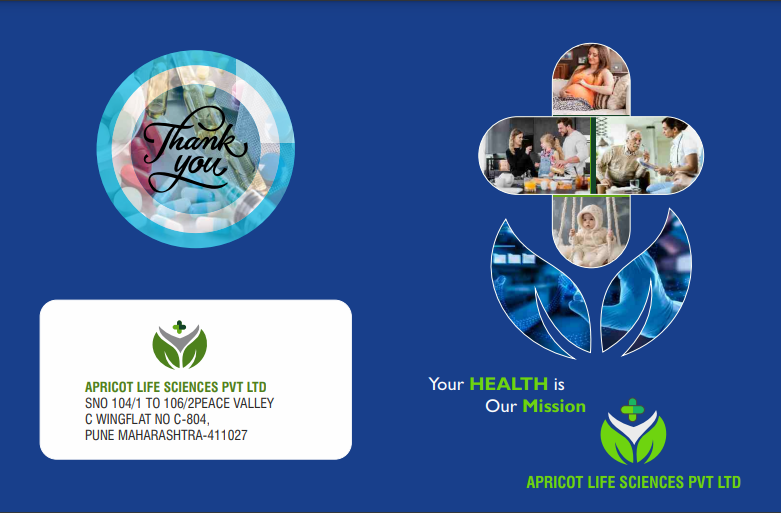 Thank
you
APRICOT LIFE SCIENCES PVT LTD
SNO 104/1 TO 106/2PEACE VALLEY
C WINGFLAT NO C-804,
PUNE MAHARASHTRA-411027
Your HEALTH is
Our Mission
APRICOT LIFE SCIENCES PVT LTD